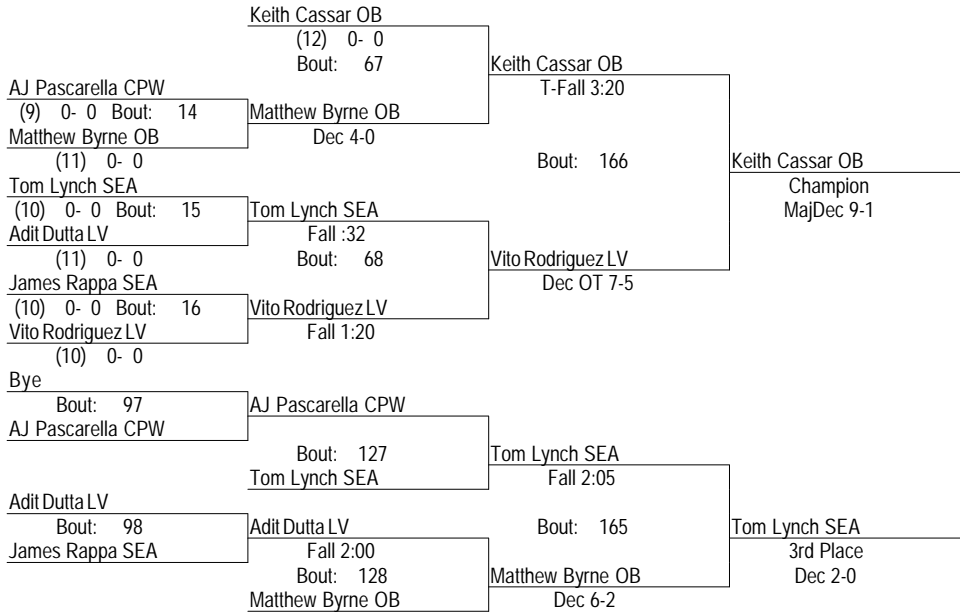 Keith Cassar OB
(12) 0- 0
Bout: 67
Keith Cassar OB
T-Fall 3:20
AJ Pascarella CPW
(9) 0- 0 Bout: 14
Matthew Byrne OB
Matthew Byrne OB
Dec 4-0
(11) 0- 0
Bout: 166
Keith Cassar OB
Champion
MajDec 9-1
Tom Lynch SEA
(10) 0- 0 Bout: 15
Tom Lynch SEA
Adit Dutta LV
Fall :32
(11) 0- 0
Bout: 68
Vito Rodriguez LV
Dec OT 7-5
James Rappa SEA
(10) 0- 0 Bout: 16
Vito Rodriguez LV
Vito Rodriguez LV
Fall 1:20
(10) 0- 0
Bye
Bout: 97
AJ Pascarella CPW
AJ Pascarella CPW
Bout: 127
Tom Lynch SEA
Tom Lynch SEA
Fall 2:05
Adit Dutta LV
Bout: 98
Adit Dutta LV
Bout: 165
Tom Lynch SEA
James Rappa SEA
Fall 2:00
3rd Place
Bout: 128
Matthew Byrne OB
Dec 2-0
Matthew Byrne OB
Dec 6-2